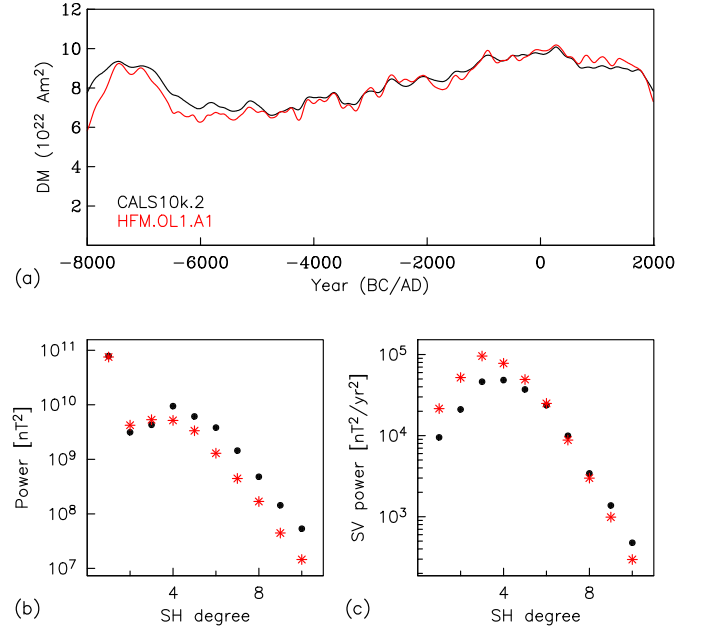 12
10
8
6
4
2
DM (10²² Am²)
CALS10k.2
HFM.OL1.A1
−8000 −6000 −4000 −2000 0 2000
Year (BC/AD)
(a)
10¹¹
10¹⁰
10⁹
10⁸
10⁷
Power [nT²]
4 8
SH degree
(b)
10⁵
10⁴
10³
SV power [nT²/yr²]
4 8
SH degree
(c)